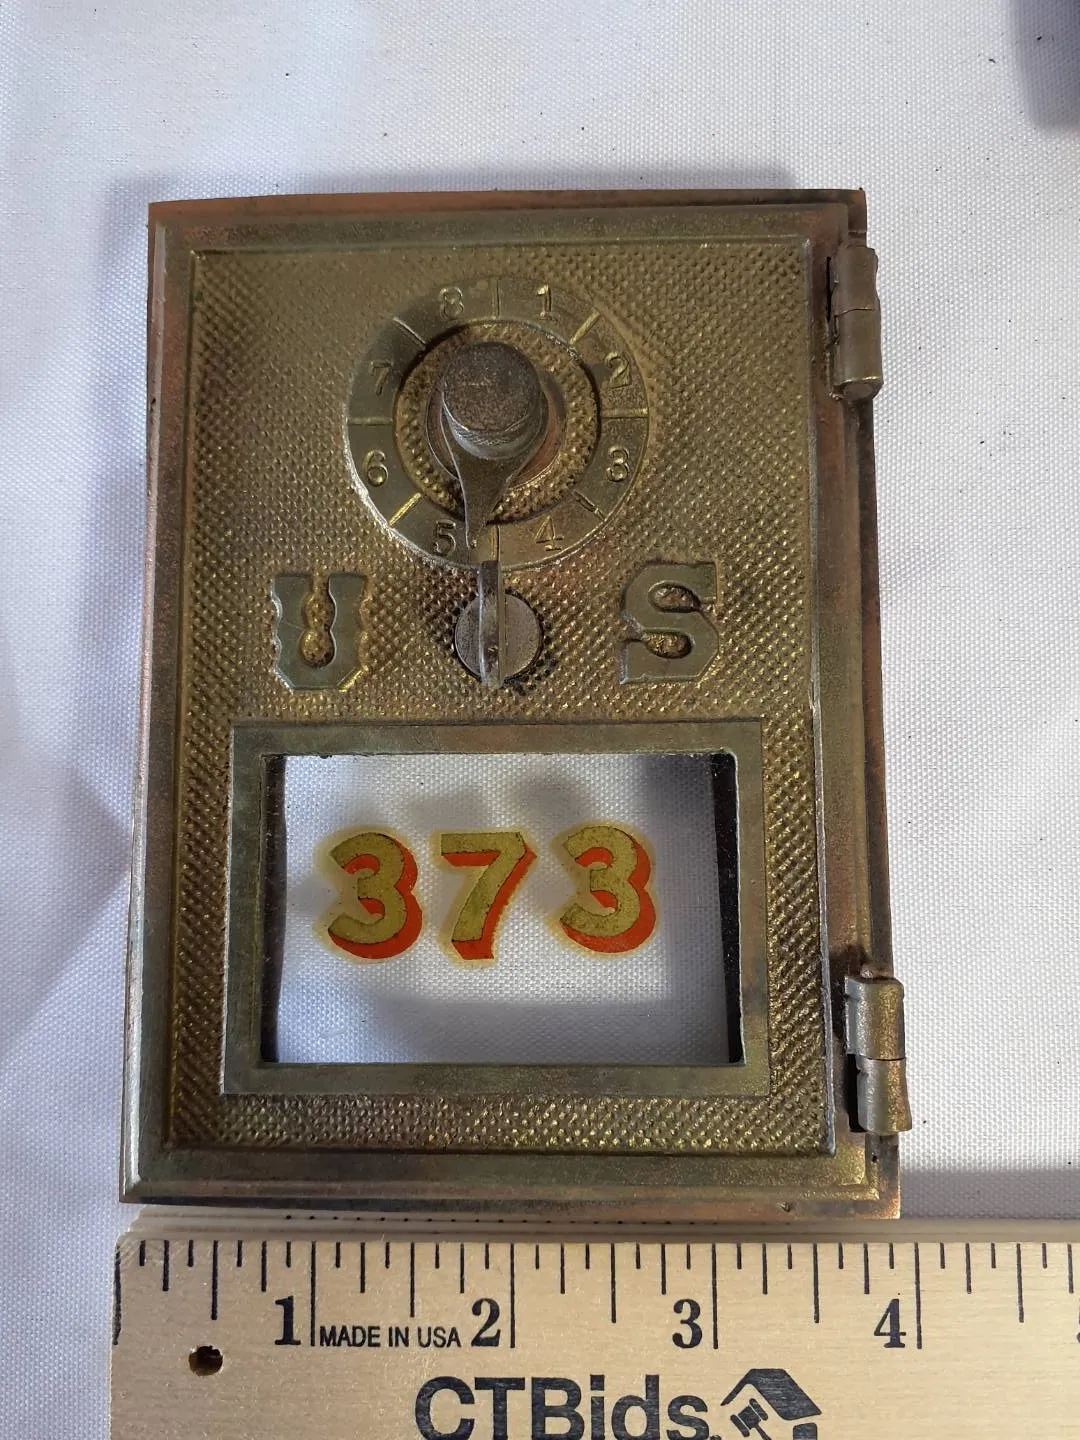 8 1
7 2
6 3
5 4
U S
373
1 2 3 4
MADE IN USA
CTBids